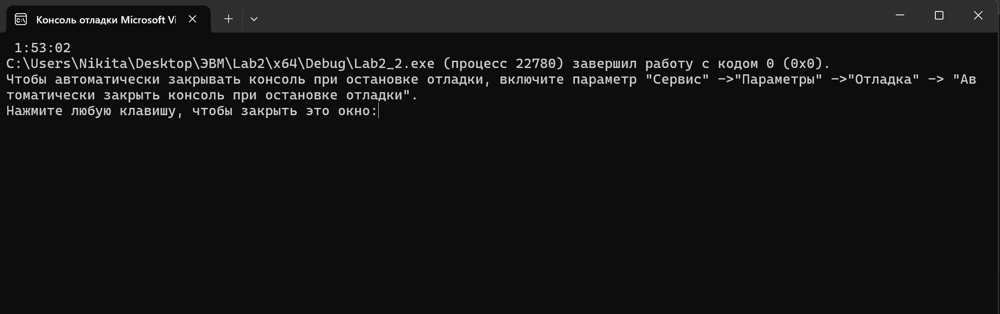 Консоль отладки Microsoft Vi
1:53:02
C:\Users\Nikita\Desktop\ЭВМ\Lab2\x64\Debug\Lab2_2.exe (процесс 22780) завершил работу с кодом 0 (0x0).
Чтобы автоматически закрывать консоль при остановке отладки, включите параметр "Сервис" ->"Параметры" ->"Отладка" -> "Ав
томатически закрыть консоль при остановке отладки".
Нажмите любую клавишу, чтобы закрыть это окно: